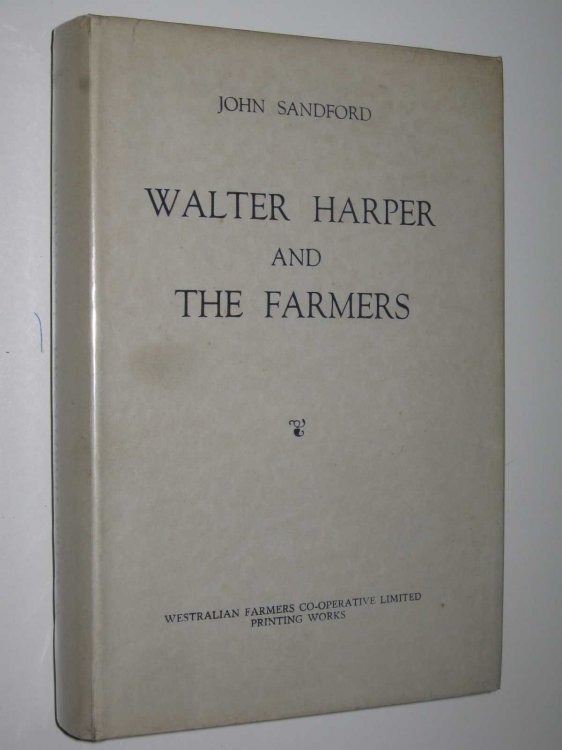 JOHN SANDFORD
WALTER HARPER
AND
THE FARMERS
WESTRALIAN FARMERS CO-OPERATIVE LIMITED
PRINTING WORKS